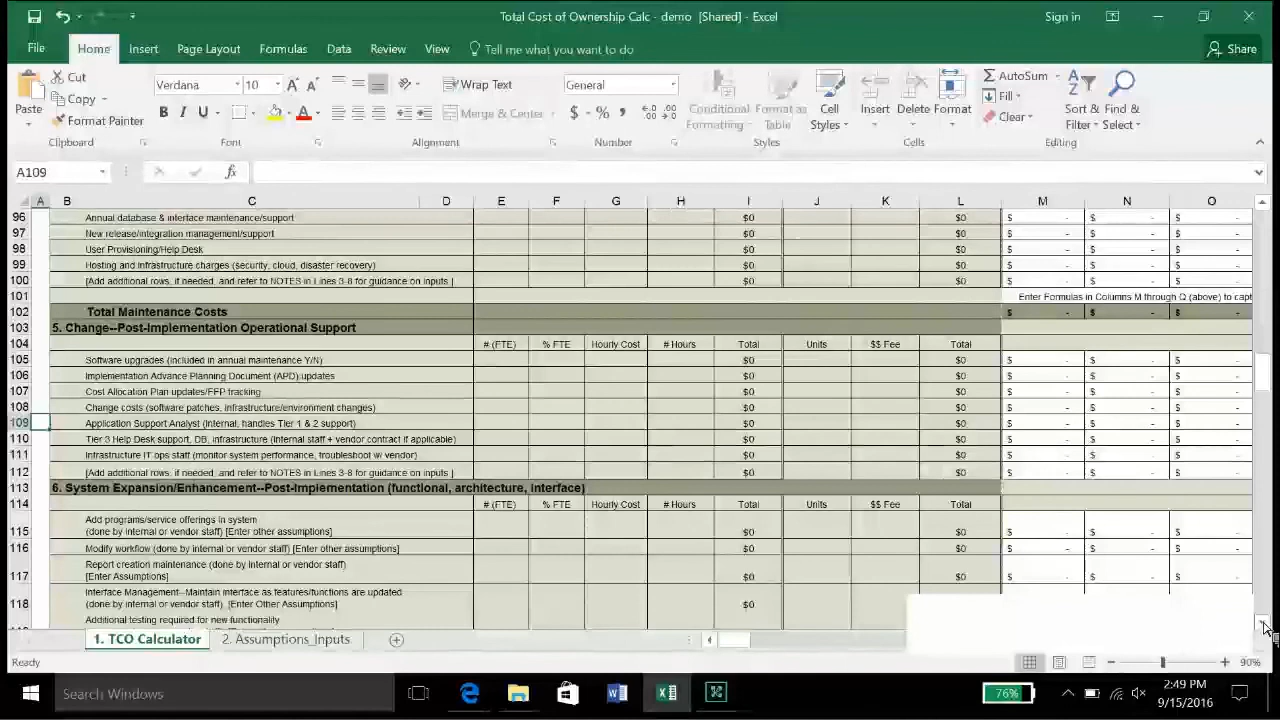 Total Cost of Ownership Calc - demo [Shared] - Excel
Sign in
File Home Insert Page Layout Formulas Data Review View Tell me what you want to do Share
Paste
Cut
Copy
Format Painter
Clipboard
Verdana 10 A A
B I U A
Font
Wrap Text
Merge & Center
Alignment
General
$ % ,
Number
Conditional Formatting
Format as Table
Cell Styles
Styles
Insert Delete Format
Cells
AutoSum
Fill
Clear
Sort & Filter
Find & Select
Editing
A109 fx
A B C D E F G H I J K L M N O
96 Annual database & interface maintenance/support $0 $0 $ - $ - $ -
97 New release/integration management/support $0 $0 $ - $ - $ -
98 User Provisioning/Help Desk $0 $0 $ - $ - $ -
99 Hosting and infrastructure charges (security, cloud, disaster recovery) $0 $0 $ - $ - $ -
100 [Add additional rows, if needed, and refer to NOTES in Lines 3-8 for guidance on inputs ] $0 $0 $ - $ - $ -
101 Enter Formulas in Columns M through Q (above) to capt
102 Total Maintenance Costs $ - $ - $ -
103 5. Change--Post-Implementation Operational Support
104 # (FTE) % FTE Hourly Cost # Hours Total Units $$ Fee Total
105 Software upgrades (included in annual maintenance Y/N) $0 $0 $ - $ - $ -
106 Implementation Advance Planning Document (APD) updates $0 $0 $ - $ - $ -
107 Cost Allocation Plan updates/FFP tracking $0 $0 $ - $ - $ -
108 Change costs (software patches, infrastructure/environment changes) $0 $0 $ - $ - $ -
109 Application Support Analyst (internal, handles Tier 1 & 2 support) $0 $0 $ - $ - $ -
110 Tier 3 Help Desk support, DB, infrastructure (internal staff + vendor contract if applicable) $0 $0 $ - $ - $ -
111 Infrastructure IT ops staff (monitor system performance, troubleshoot w/ vendor) $0 $0 $ - $ - $ -
112 [Add additional rows, if needed, and refer to NOTES in Lines 3-8 for guidance on inputs ] $0 $0 $ - $ - $ -
113 6. System Expansion/Enhancement--Post-Implementation (functional, architecture, interface)
114 # (FTE) % FTE Hourly Cost # Hours Total Units $$ Fee Total
Add programs/service offerings in system
115 (done by internal or vendor staff) [Enter other assumptions] $0 $0 $ - $ - $ -
116 Modify workflow (done by internal or vendor staff) [Enter other assumptions] $0 $0 $ - $ - $ -
Report creation maintenance (done by internal or vendor staff)
117 [Enter Assumptions] $0 $0 $ - $ - $ -
Interface Management--Maintain interface as features/functions are updated
118 (done by internal or vendor staff) [Enter Other Assumptions] $0
Additional testing required for new functionality
1. TCO Calculator 2. Assumptions_Inputs
Ready 90%
Search Windows
76%
2:49 PM
9/15/2016